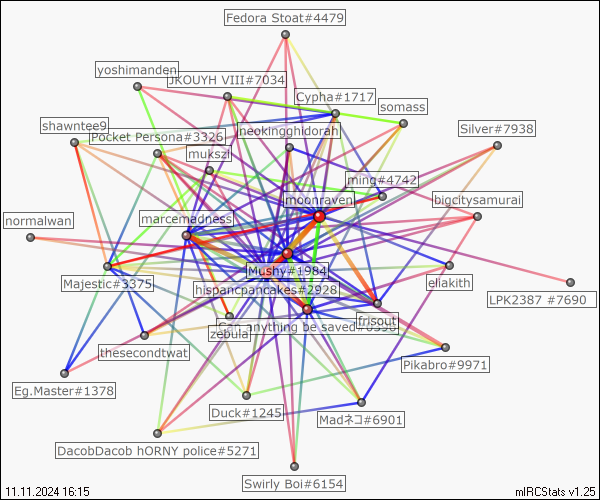 Fedora Stoat#4479
yoshimanden
JKOUYH VIII#7034
Cypha#1717
somass
shawntee9
Pocket Persona#3326
neokingghidorah
Silver#7938
mukszi
ming#4742
moonraven
bigcitysamurai
normalwan
marcemadness
Mushy#1984
Majestic#3375
hispancpancakes#2928
eliakith
LPK2387 #7690
frisout
zebula
anything be saved
thesecondtwat
Pikabro#9971
Eg.Master#1378
Duck#1245
Madネコ#6901
DacobDacob hORNY police#5271
Swirly Boi#6154
11.11.2024 16:15
mIRCStats v1.25